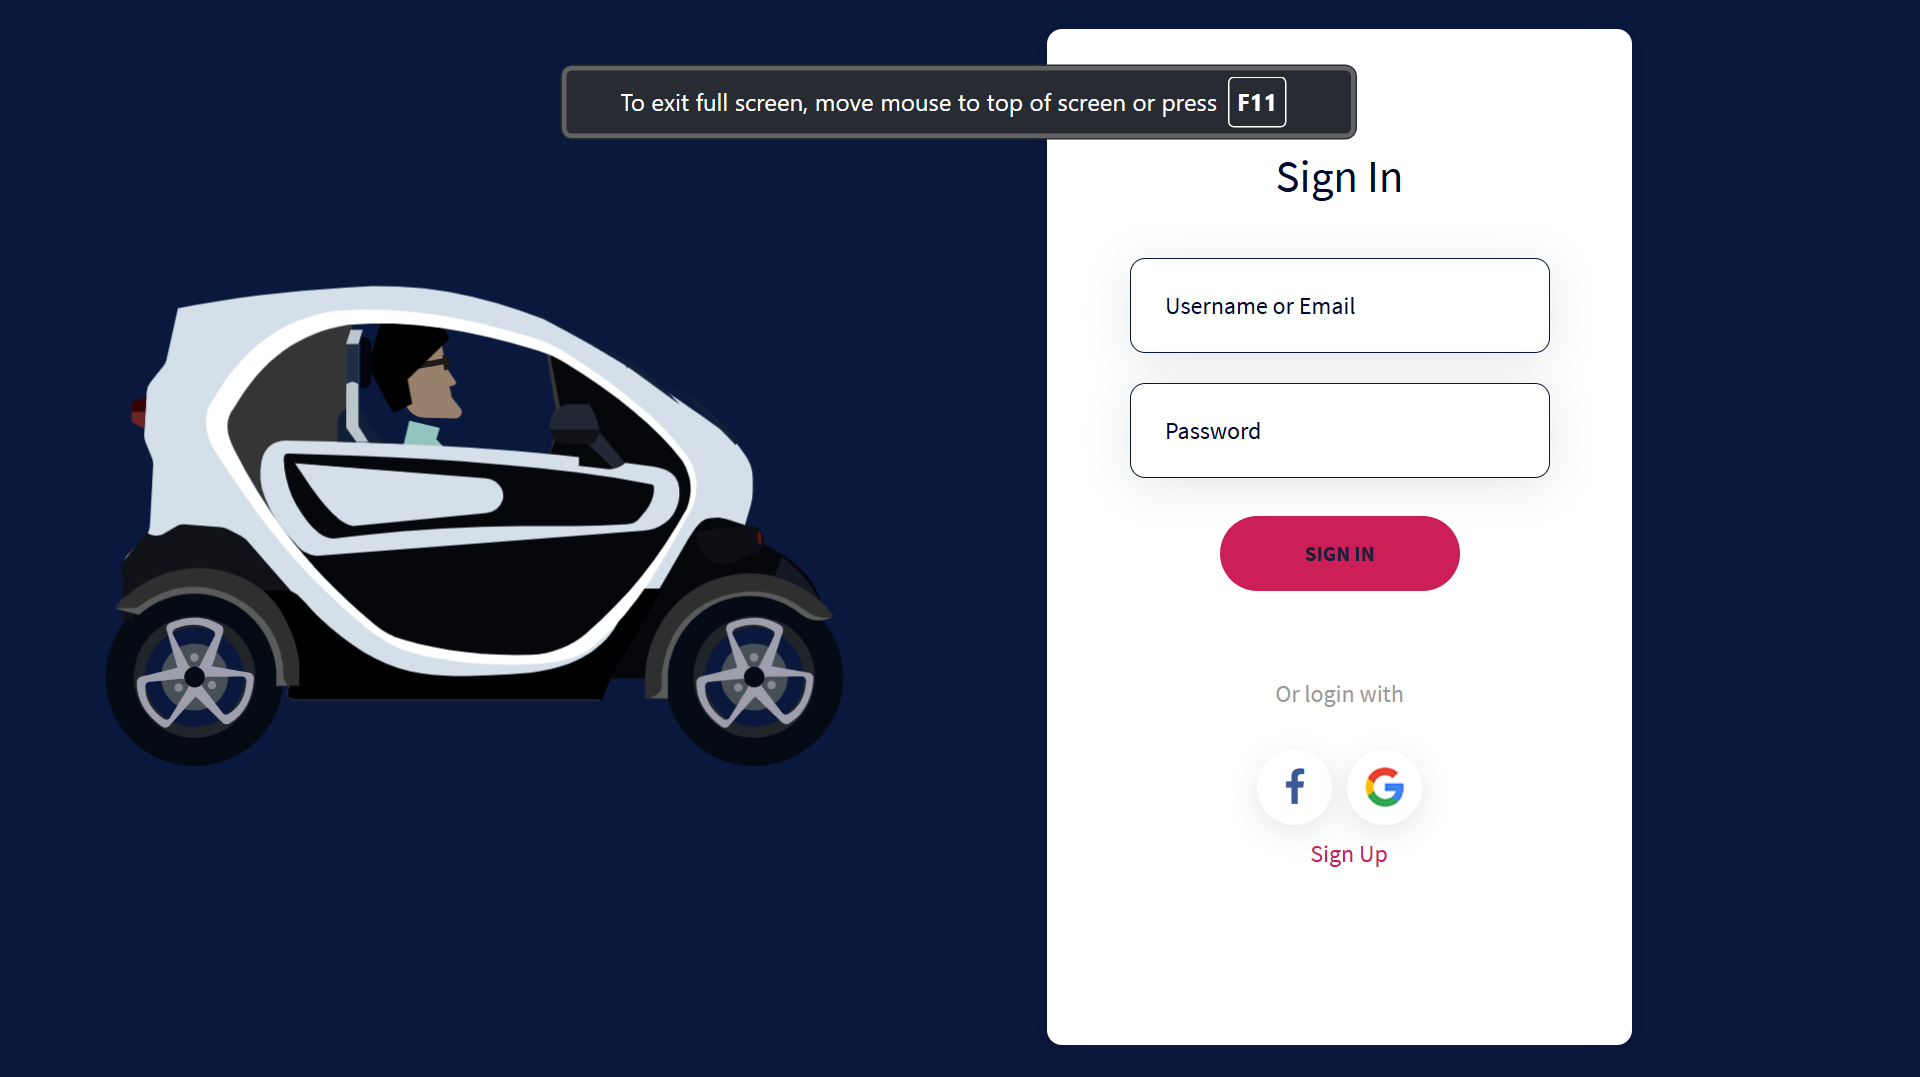 To exit full screen, move mouse to top of screen or press F11
Sign In
Username or Email
Password
SIGN IN
Or login with
Sign Up